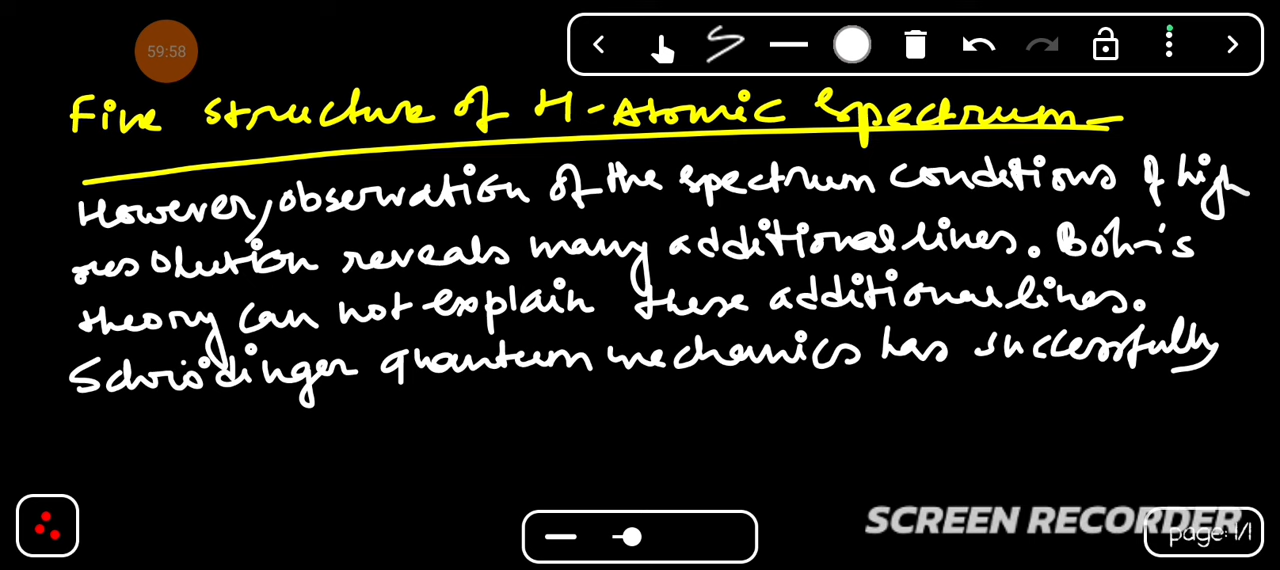 59:58
Fine structure of H-Atomic spectrum-
However, observation of the spectrum conditions of high
resolution reveals many additional lines. Bohr's
theory can not explain these additional lines.
Schrödinger quantum mechanics has successfully
SCREEN RECORDER
page:1/1